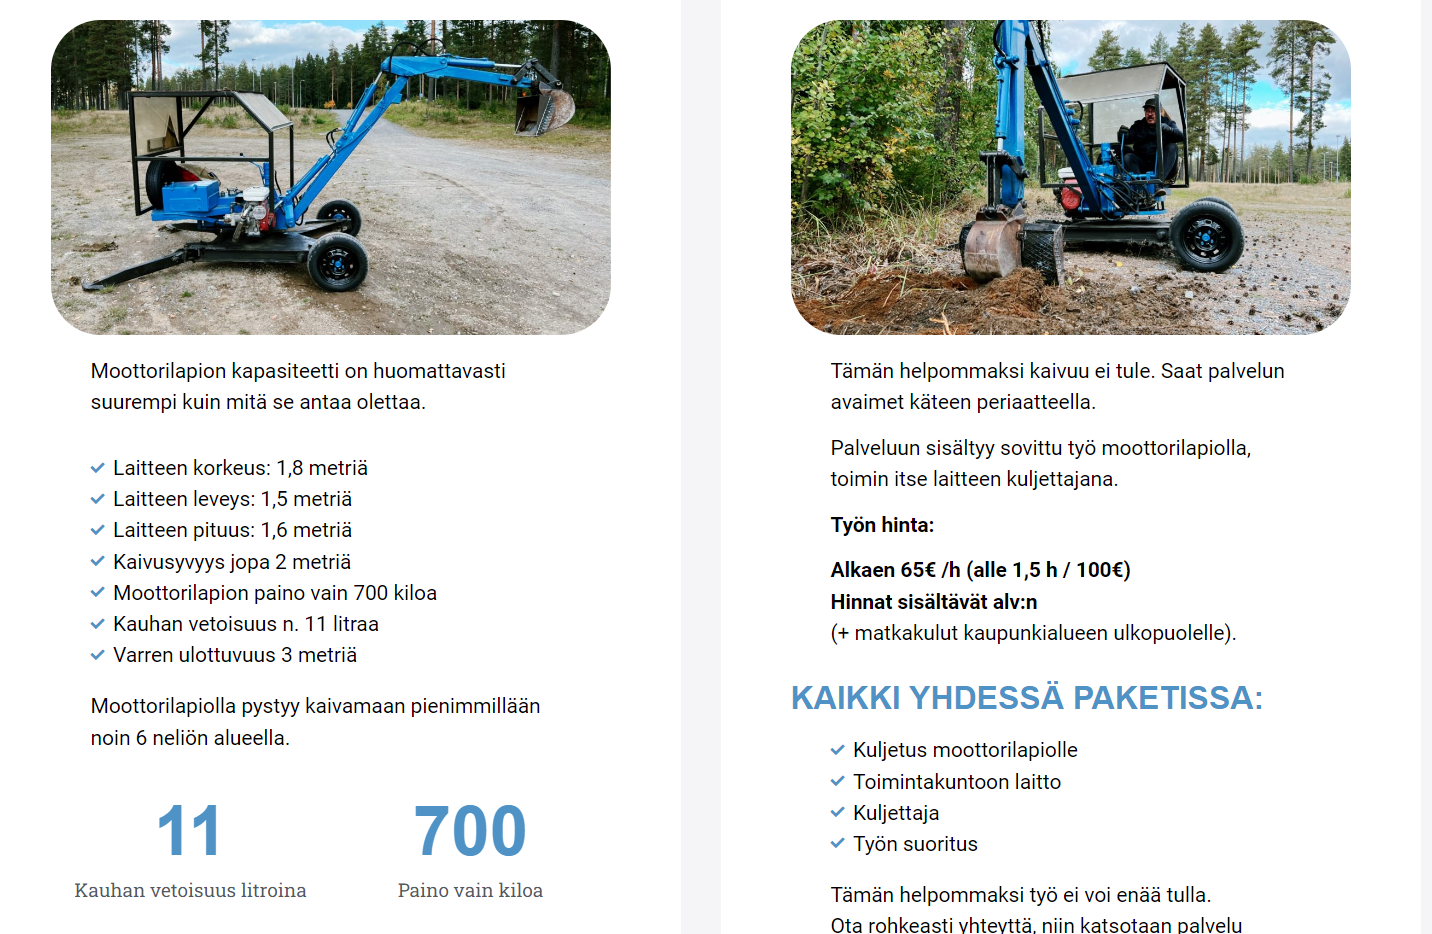 Moottorilapion kapasiteetti on huomattavasti
suurempi kuin mitä se antaa olettaa.
Laitteen korkeus: 1,8 metriä
Laitteen leveys: 1,5 metriä
Laitteen pituus: 1,6 metriä
Kaivusyvyys jopa 2 metriä
Moottorilapion paino vain 700 kiloa
Kauhan vetoisuus n. 11 litraa
Varren ulottuvuus 3 metriä
Moottorilapiolla pystyy kaivamaan pienimmillään
noin 6 neliön alueella.
11
Kauhan vetoisuus litroina
700
Paino vain kiloa
Tämän helpommaksi kaivuu ei tule. Saat palvelun
avaimet käteen periaatteella.
Palveluun sisältyy sovittu työ moottorilapiolla,
toimin itse laitteen kuljettajana.
Työn hinta:
Alkaen 65€ /h (alle 1,5 h / 100€)
Hinnat sisältävät alv:n
(+ matkakulut kaupunkialueen ulkopuolelle).
KAIKKI YHDESSÄ PAKETISSA:
Kuljetus moottorilapiolle
Toimintakuntoon laitto
Kuljettaja
Työn suoritus
Tämän helpommaksi työ ei voi enää tulla.
Ota rohkeasti yhteyttä, niin katsotaan palvelu